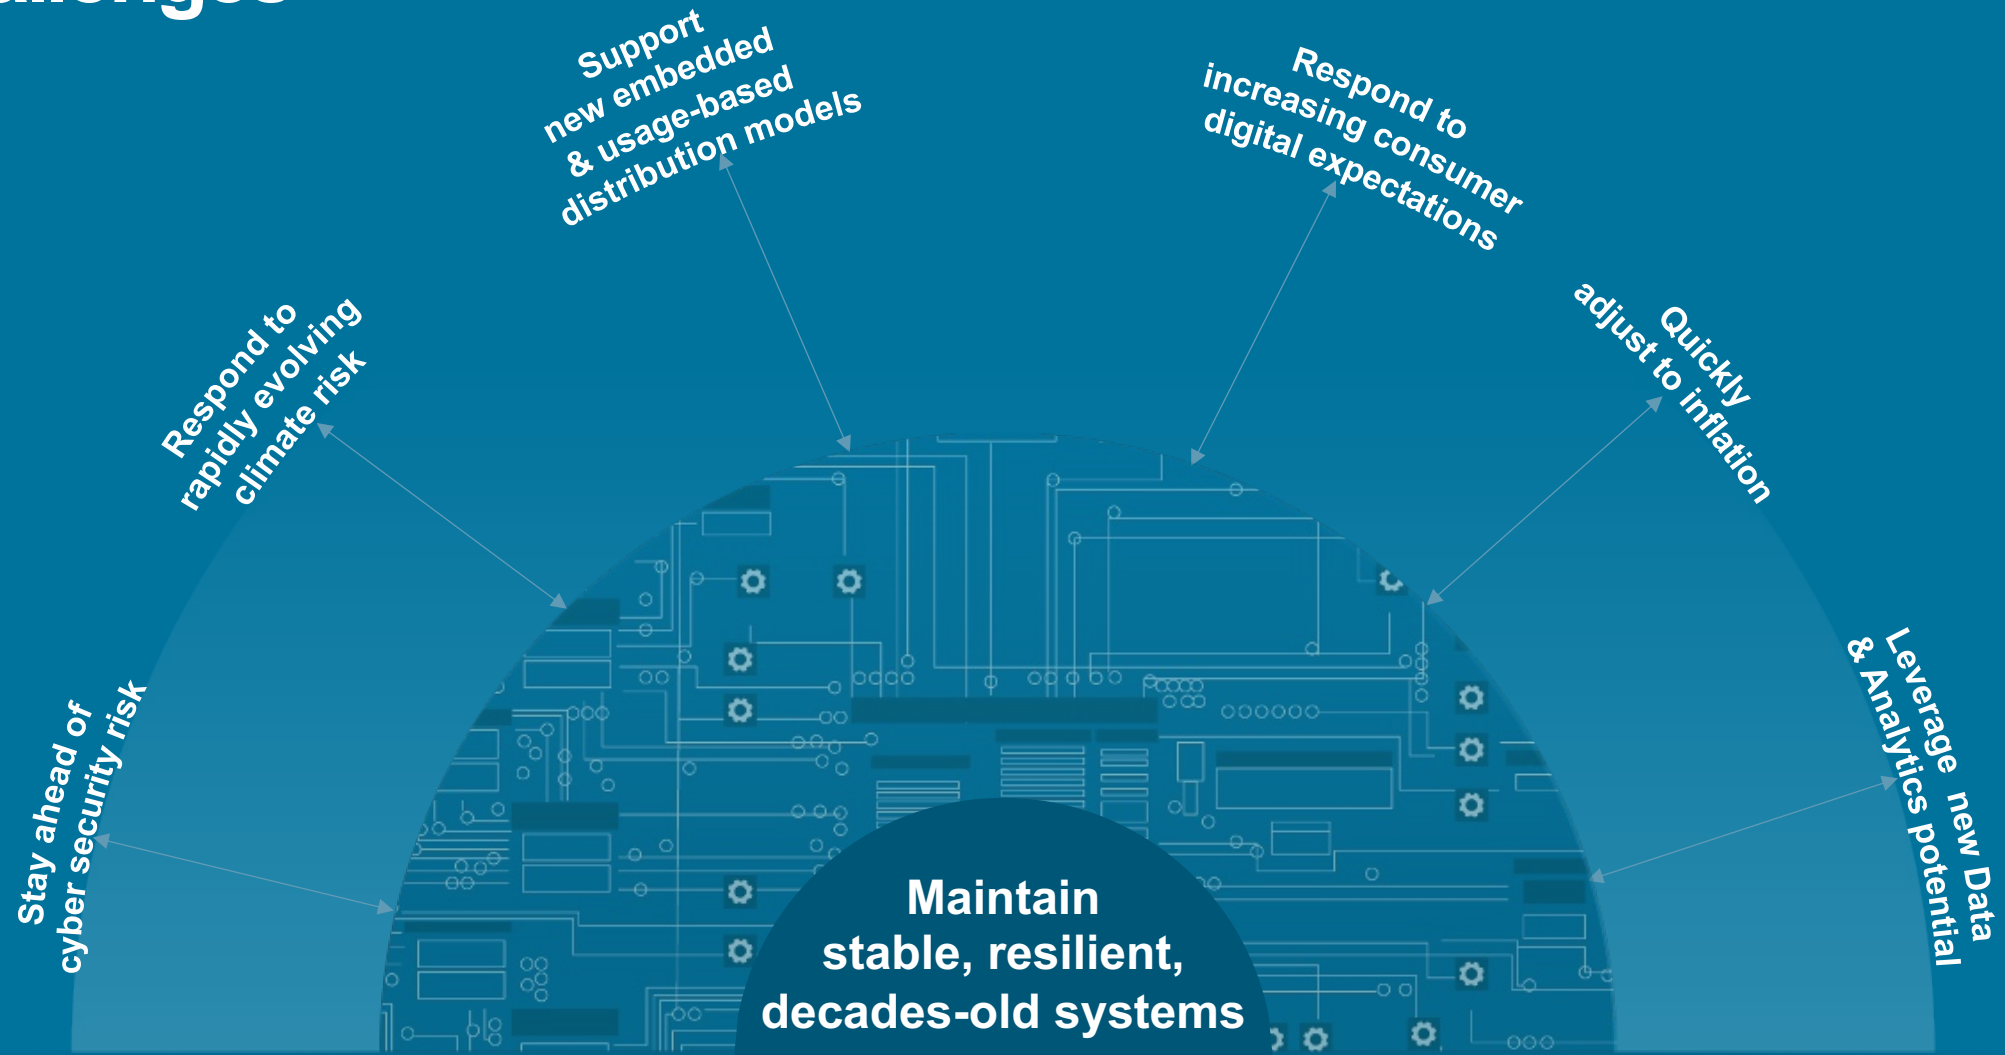 Support
new embedded
& usage-based
distribution models
Respond to
increasing consumer
digital expectations
Respond to
rapidly evolving
climate risk
Quickly
adjust to inflation
Stay ahead of
cyber security risk
Leverage new Data
& Analytics potential
Maintain
stable, resilient,
decades-old systems